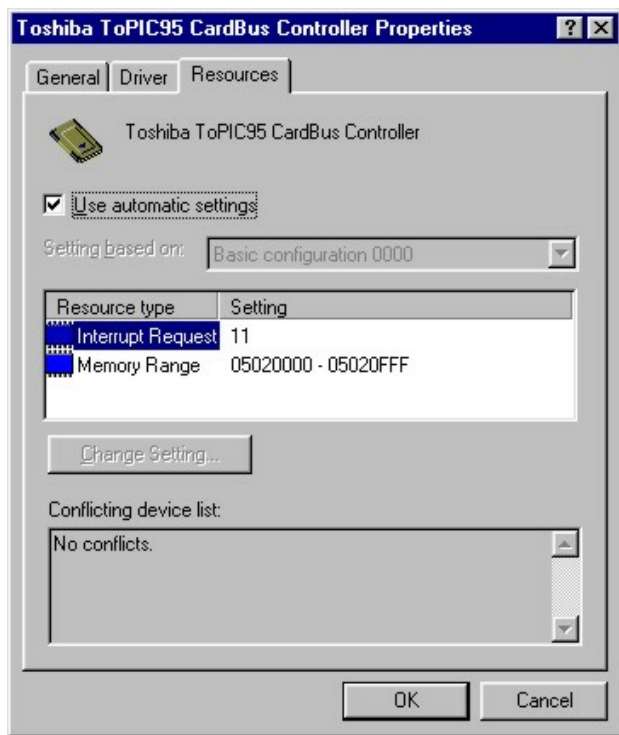 Toshiba ToPIC95 CardBus Controller Properties
General Driver Resources
Toshiba ToPIC95 CardBus Controller
Use automatic settings
Setting based on: Basic configuration 0000
Resource type Setting
Interrupt Request 11
Memory Range 05020000 - 05020FFF
Change Setting...
Conflicting device list:
No conflicts.
OK Cancel